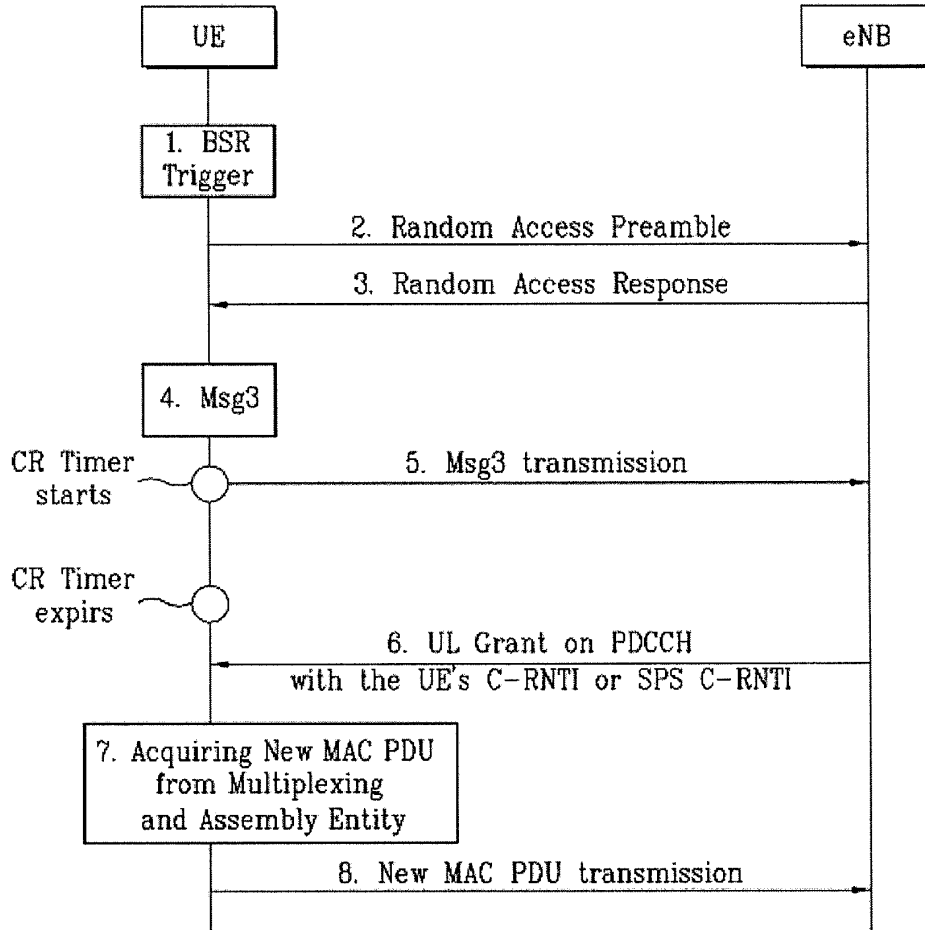 UE
eNB
1. BSR
Trigger
2. Random Access Preamble
3. Random Access Response
4. Msg3
CR Timer
starts
5. Msg3 transmission
CR Timer
expirs
6. UL Grant on PDCCH
with the UE's C-RNTI or SPS C-RNTI
7. Acquiring New MAC PDU
from Multiplexing
and Assembly Entity
8. New MAC PDU transmission